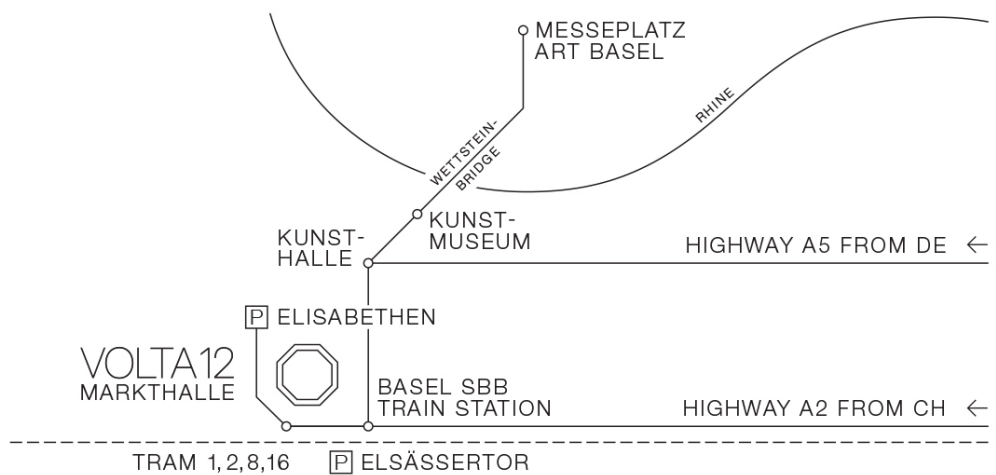 MESSEPLATZ
ART BASEL
RHINE
WETTSTEIN-
BRIDGE
KUNST-
MUSEUM
KUNST-
HALLE
HIGHWAY A5 FROM DE ←
P ELISABETHEN
VOLTA12
MARKTHALLE
BASEL SBB
TRAIN STATION
HIGHWAY A2 FROM CH ←
TRAM 1, 2, 8, 16
P ELSÄSSERTOR